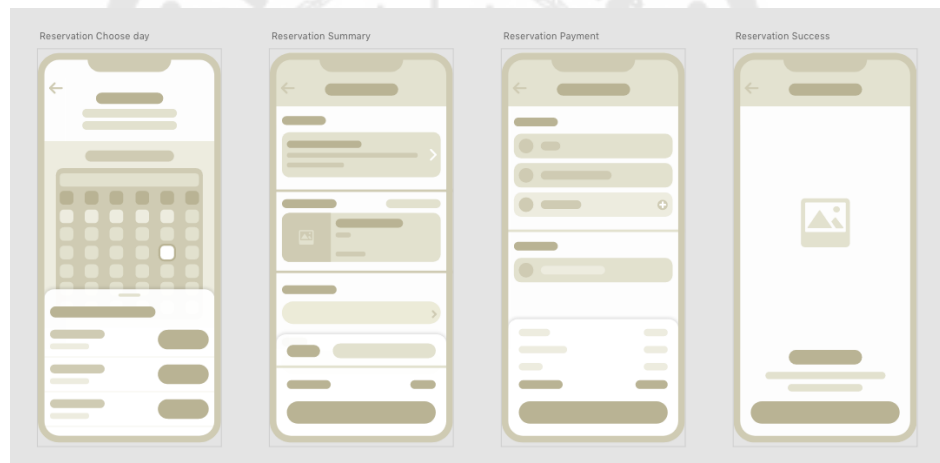 Reservation Choose day
Reservation Summary
Reservation Payment
Reservation Success